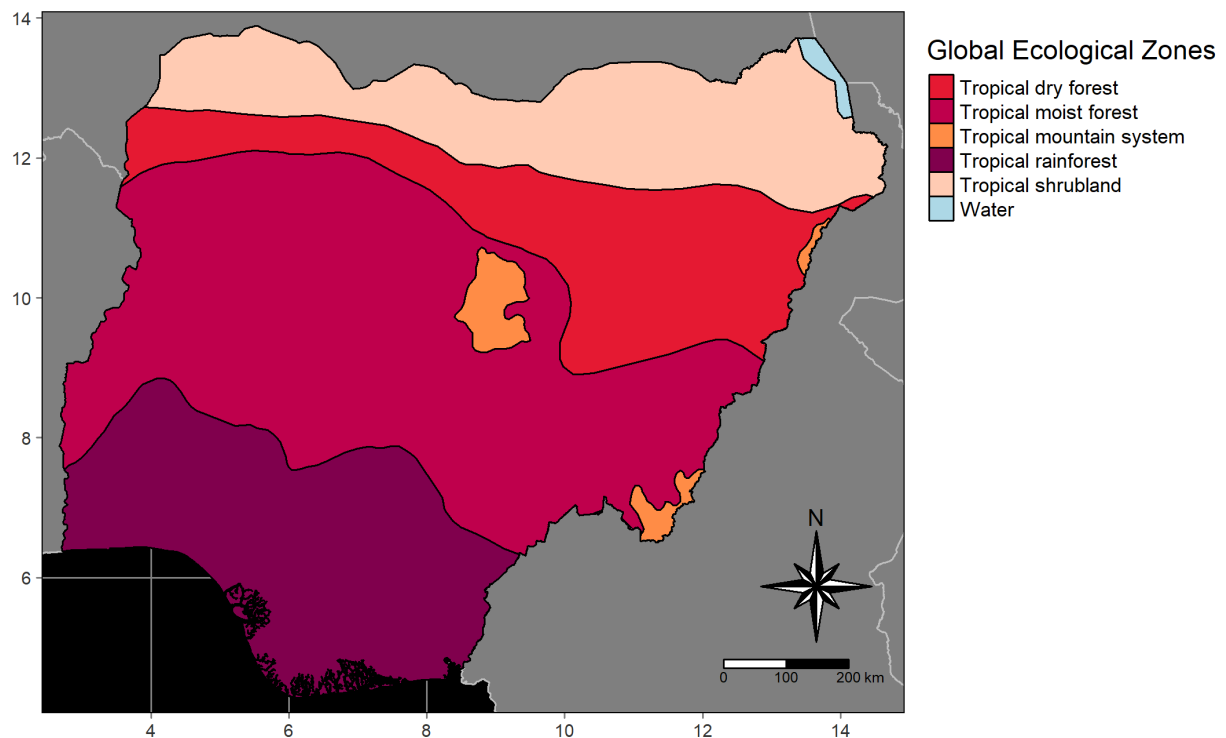 Global Ecological Zones
Tropical dry forest
Tropical moist forest
Tropical mountain system
Tropical rainforest
Tropical shrubland
Water
14
12
10
8
6
N
0 100 200 km
4 6 8 10 12 14